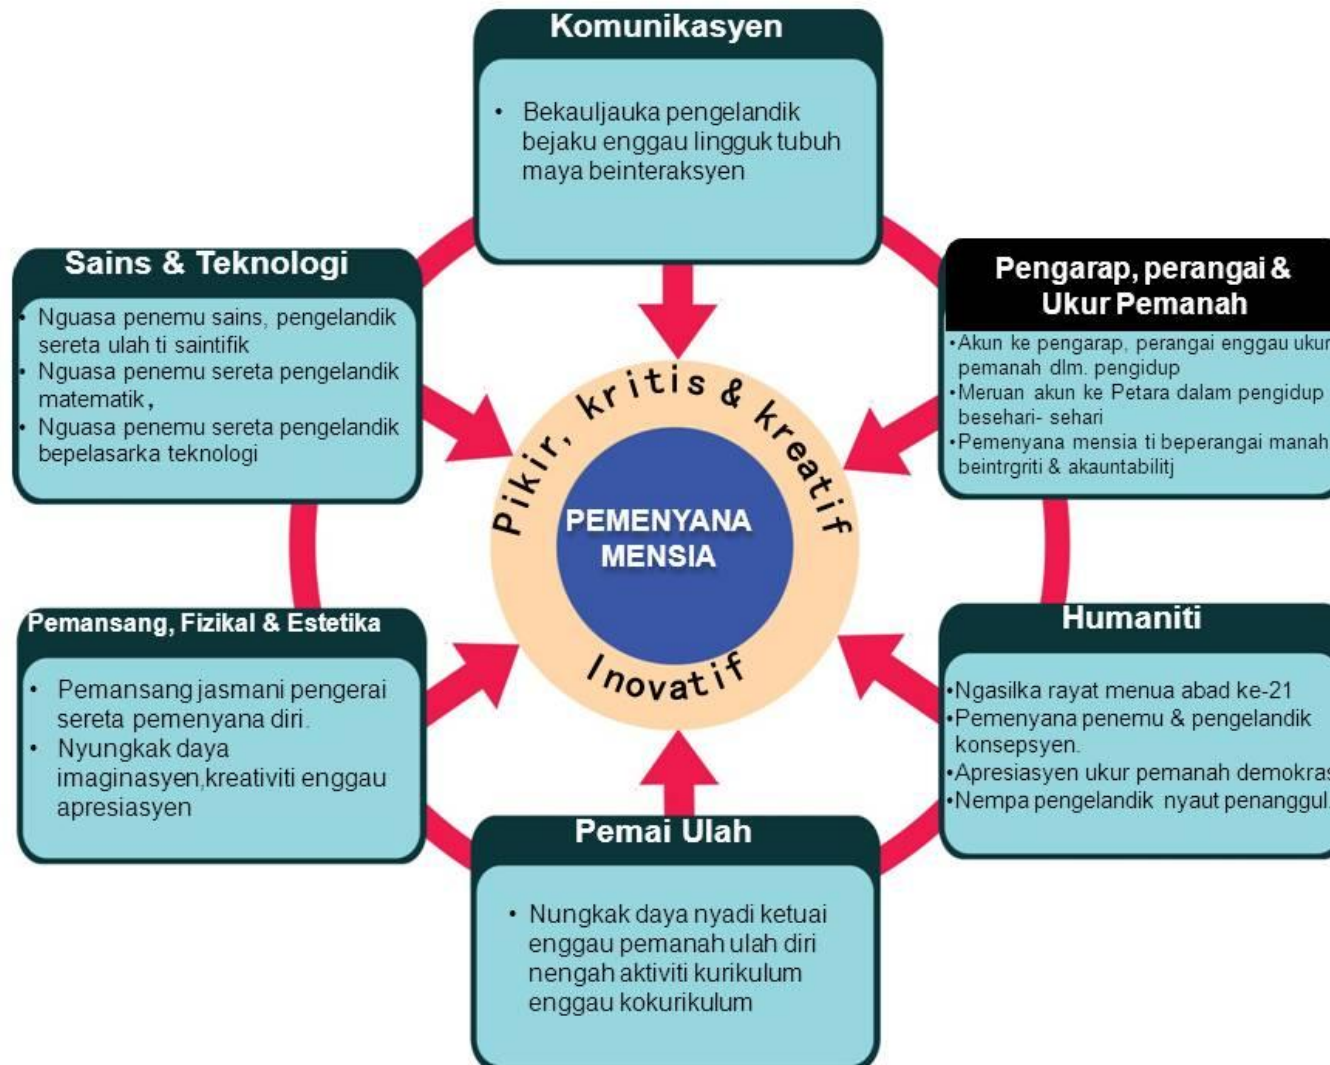 Komunikasyen
• Bekauljauka pengelandik
bejaku enggau lingguk tubuh
maya beinteraksyen
Sains & Teknologi
• Nguasa penemu sains, pengelandik
sereta ulah ti saintifik
• Nguasa penemu sereta pengelandik
matematik,
• Nguasa penemu sereta pengelandik
bepelasarka teknologi
Pengarap, perangai &
Ukur Pemanah
•Akun ke pengarap, perangai enggau ukur
pemanah dlm. pengidup
•Meruan akun ke Petara dalam pengidup
besehari- sehari
•Pemenyana mensia ti beperangai manah
beintrgriti & akauntabilitj
Pikir, kritis & kreatif
PEMENYANA
MENSIA
Inovatif
Pemansang, Fizikal & Estetika
• Pemansang jasmani pengerai
sereta pemenyana diri.
• Nyungkak daya
imaginasyen,kreativiti enggau
apresiasyen
Humaniti
•Ngasilka rayat menua abad ke-21
•Pemenyana penemu & pengelandik
konsepsyen.
•Apresiasyen ukur pemanah demokras
•Nempa pengelandik nyaut penanggul.
Pemai Ulah
• Nungkak daya nyadi ketuai
enggau pemanah ulah diri
nengah aktiviti kurikulum
enggau kokurikulum